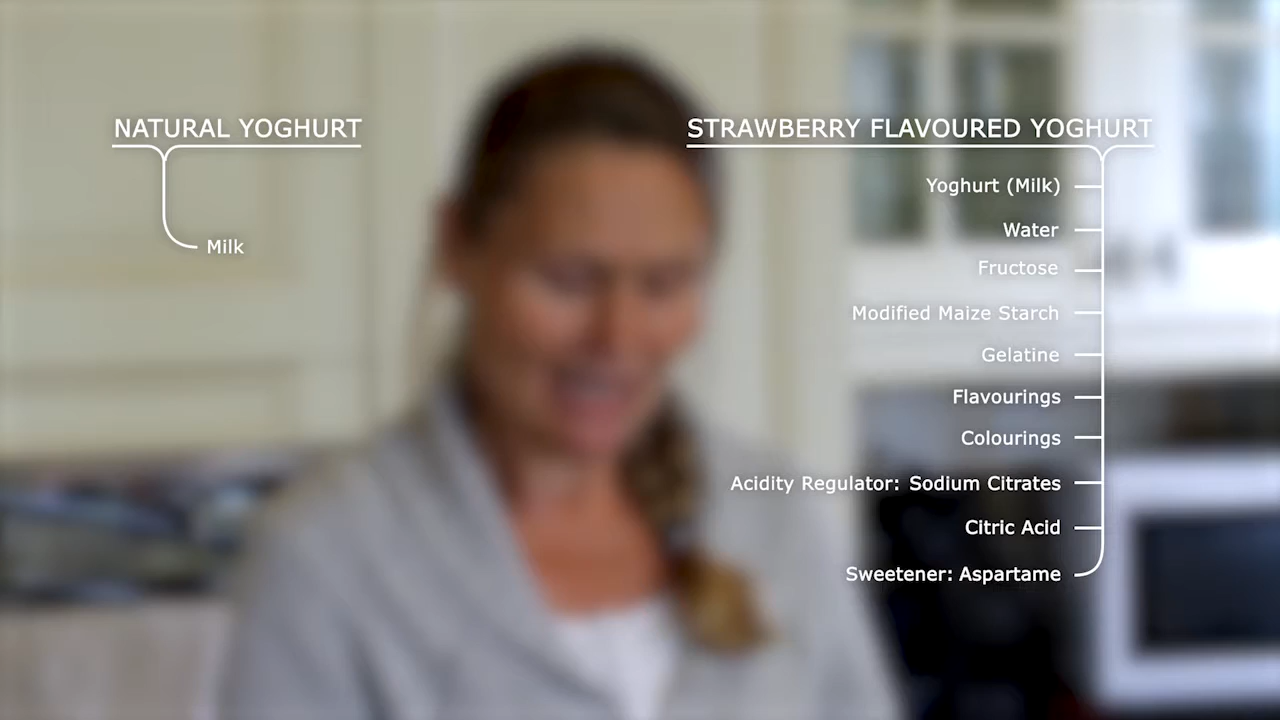 NATURAL YOGHURT
Milk
STRAWBERRY FLAVOURED YOGHURT
Yoghurt (Milk)
Water
Fructose
Modified Maize Starch
Gelatine
Flavourings
Colourings
Acidity Regulator: Sodium Citrates
Citric Acid
Sweetener: Aspartame